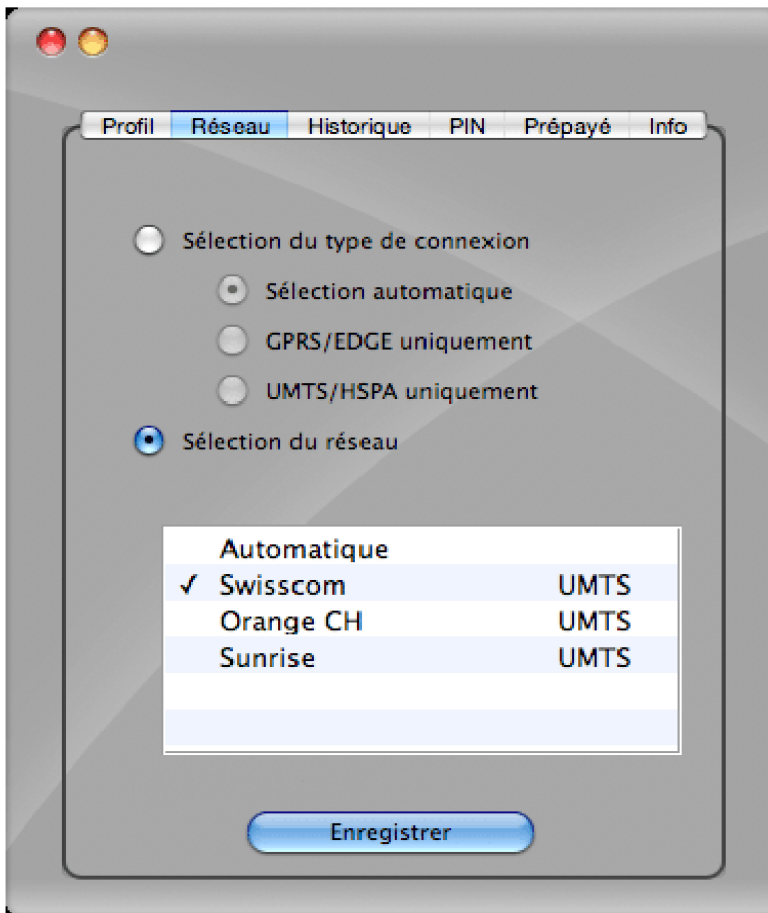 Profil Réseau Historique PIN Prépayé Info
Sélection du type de connexion
Sélection automatique
GPRS/EDGE uniquement
UMTS/HSPA uniquement
Sélection du réseau
Automatique
✓ Swisscom UMTS
Orange CH UMTS
Sunrise UMTS
Enregistrer